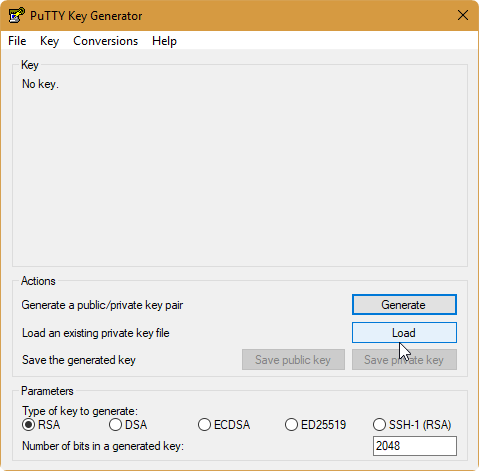 PuTTY Key Generator
File Key Conversions Help
Key
No key.
Actions
Generate a public/private key pair Generate
Load an existing private key file Load
Save the generated key Save public key Save private key
Parameters
Type of key to generate:
RSA DSA ECDSA ED25519 SSH-1 (RSA)
Number of bits in a generated key: 2048